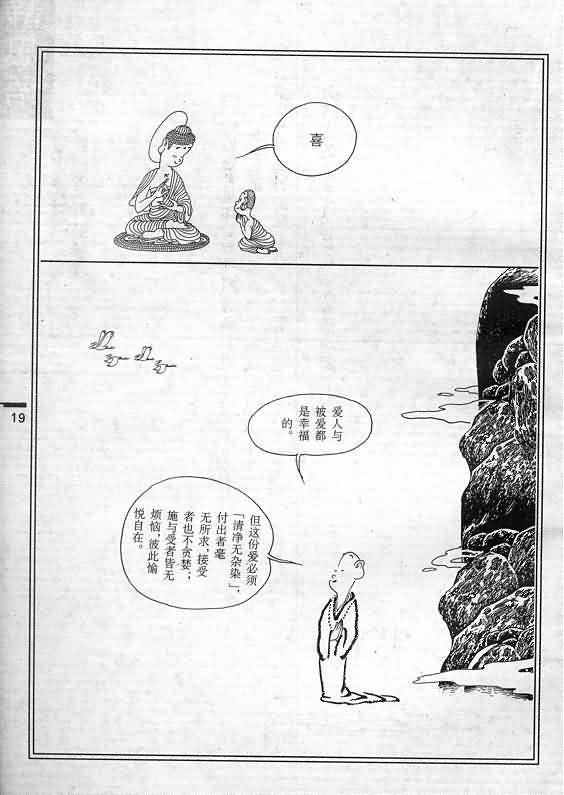 喜
19
爱人与
被爱都
是幸福
的。
但这份爱必须
「清净无杂染」，
付出者毫
无所求，接受
者也不贪婪；
施与受者皆无
烦恼，彼此愉
悦自在。